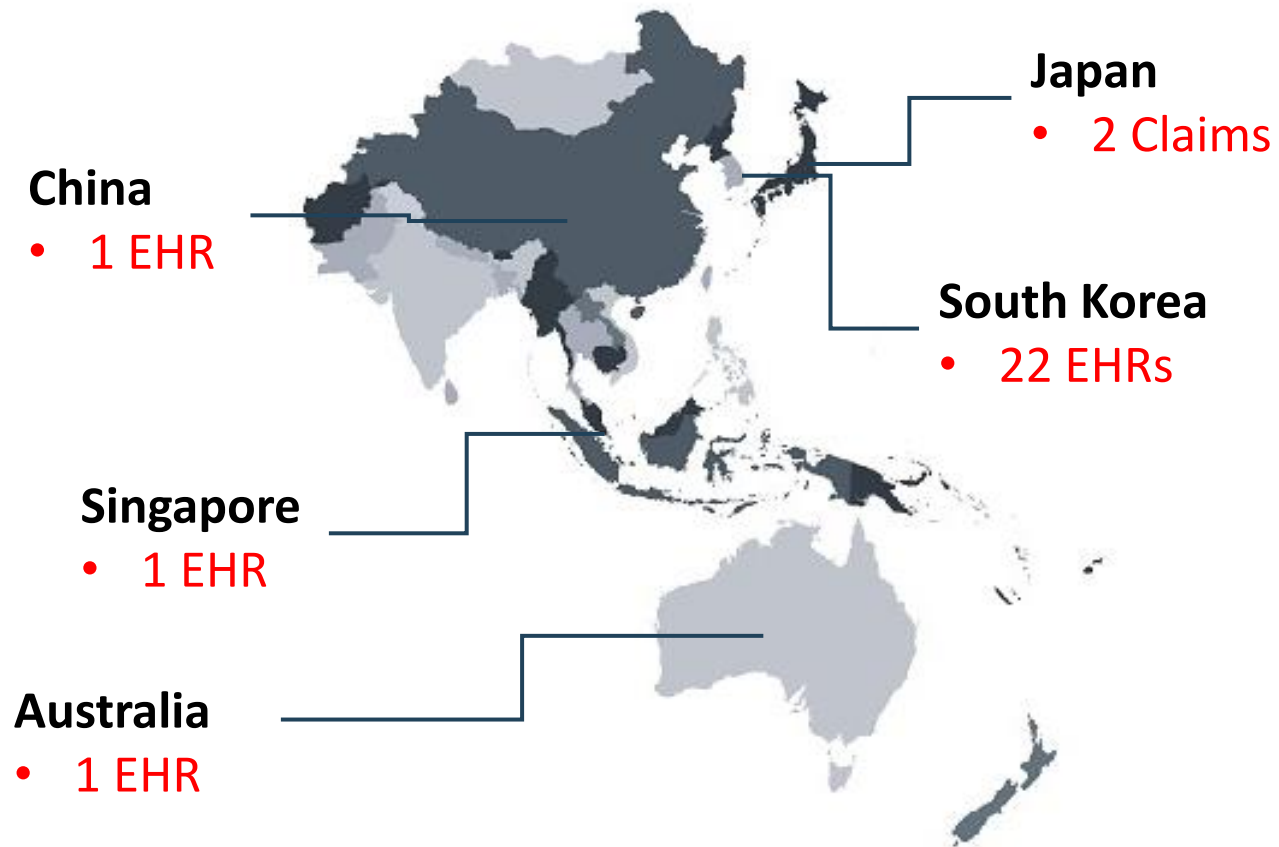 Japan
• 2 Claims
China
• 1 EHR
South Korea
• 22 EHRs
Singapore
• 1 EHR
Australia
• 1 EHR